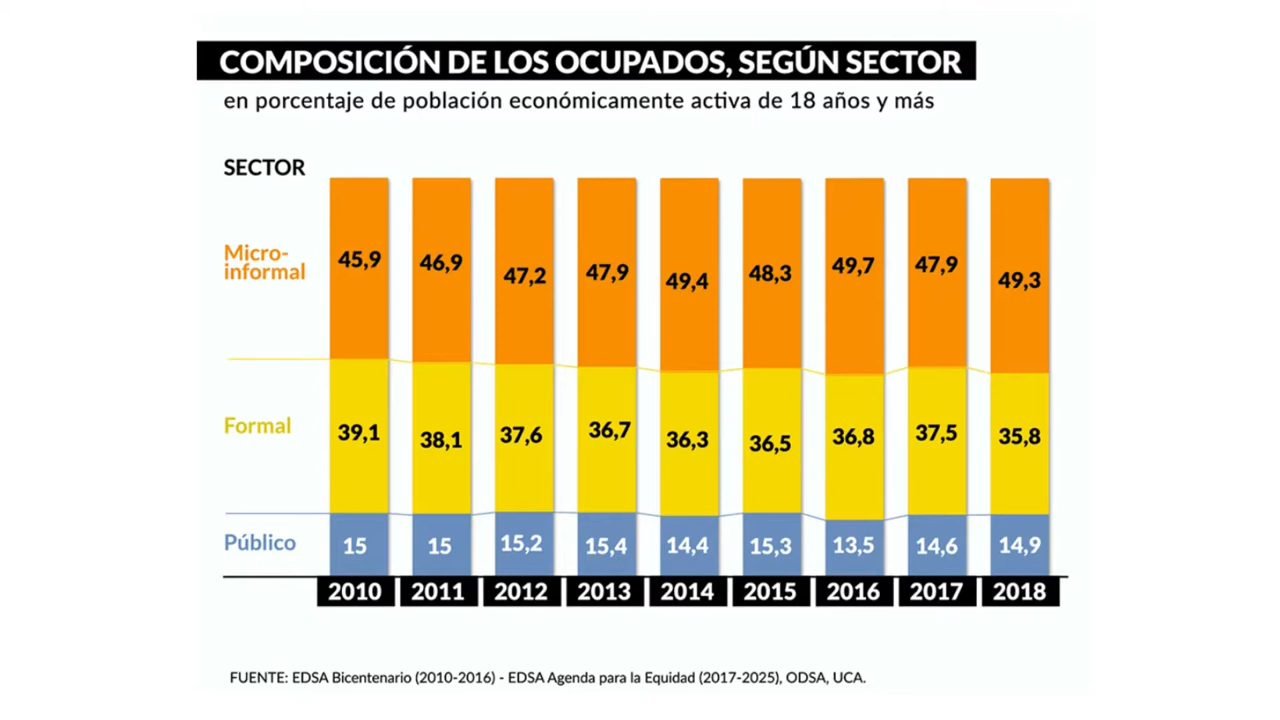 COMPOSICIÓN DE LOS OCUPADOS, SEGÚN SECTOR
en porcentaje de población económicamente activa de 18 años y más
SECTOR
Micro-
informal
45,9 46,9 47,2 47,9 49,4 48,3 49,7 47,9 49,3
Formal
39,1 38,1 37,6 36,7 36,3 36,5 36,8 37,5 35,8
Público
15 15 15,2 15,4 14,4 15,3 13,5 14,6 14,9
2010 2011 2012 2013 2014 2015 2016 2017 2018
FUENTE: EDSA Bicentenario (2010-2016) - EDSA Agenda para la Equidad (2017-2025), ODSA, UCA.